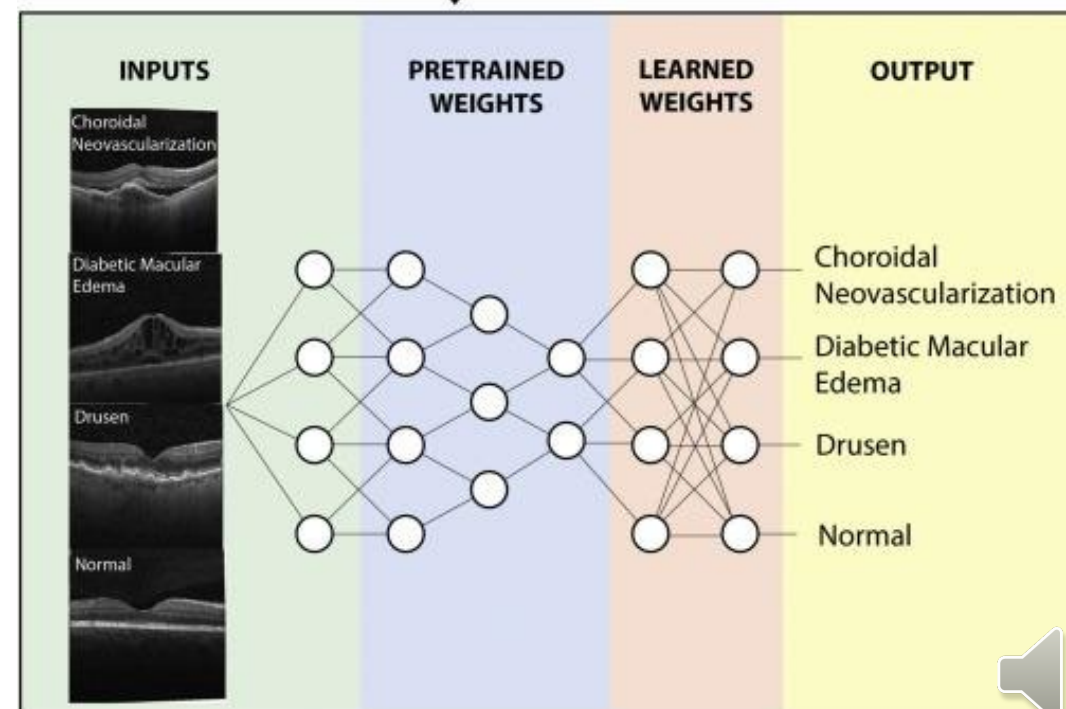 INPUTS
PRETRAINED
WEIGHTS
LEARNED
WEIGHTS
OUTPUT
Choroidal
Neovascularization
Diabetic Macular
Edema
Drusen
Normal
Choroidal
Neovascularization
Diabetic Macular
Edema
Drusen
Normal